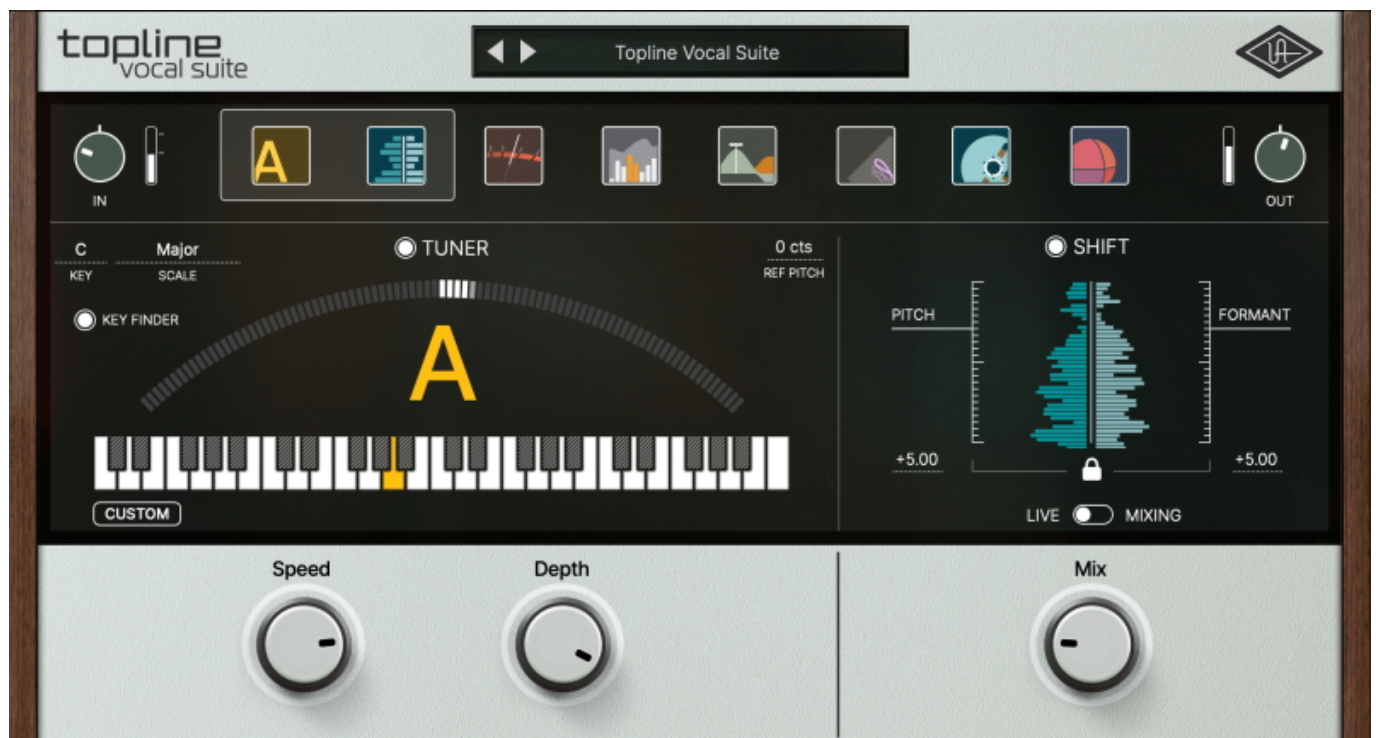 topline
vocal suite
Topline Vocal Suite
UA
A
IN
OUT
C
Major
KEY
SCALE
TUNER
0 cts
REF PITCH
KEY FINDER
A
CUSTOM
SHIFT
PITCH
FORMANT
+5.00
+5.00
LIVE
MIXING
Speed
Depth
Mix